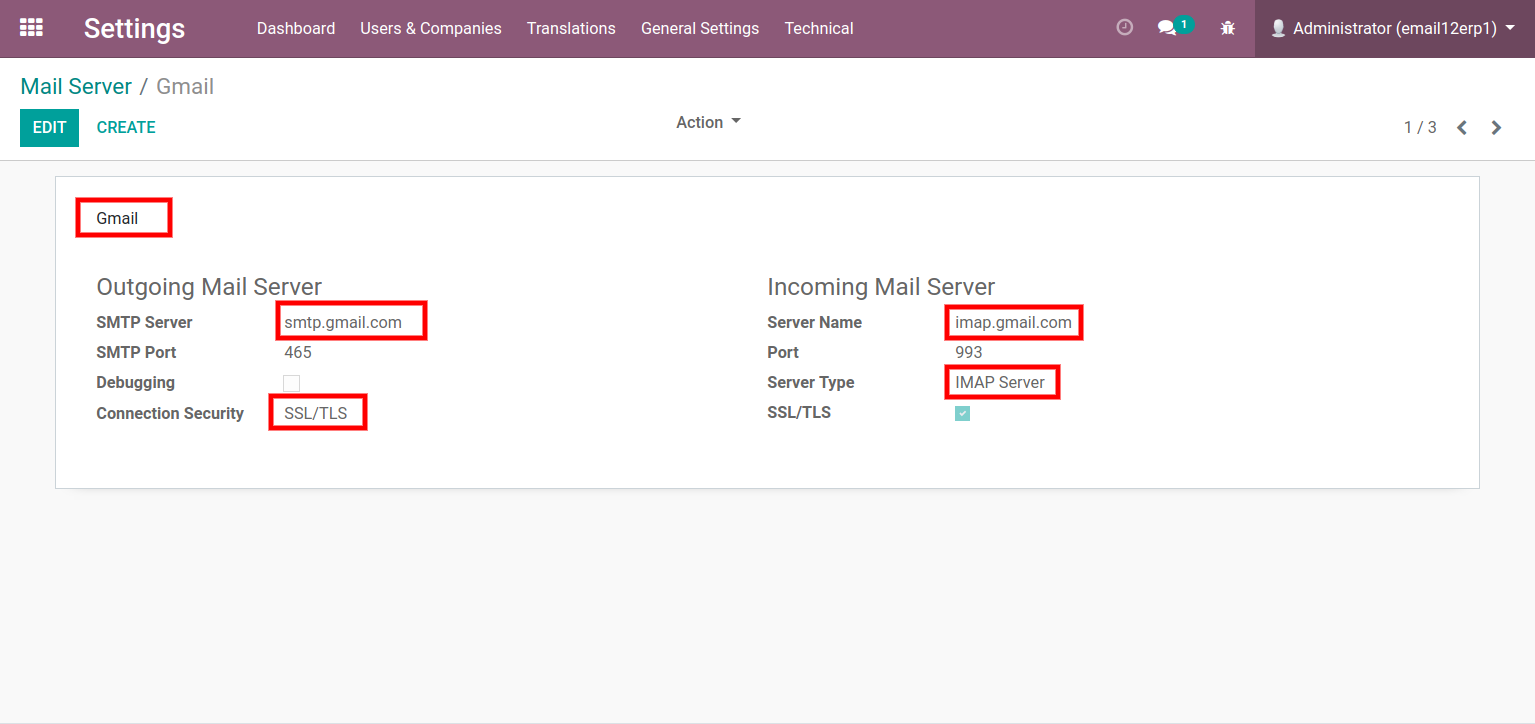 Settings Dashboard Users & Companies Translations General Settings Technical 1 Administrator (email12erp1)
Mail Server / Gmail
EDIT CREATE Action 1 / 3
Gmail
Outgoing Mail Server
SMTP Server smtp.gmail.com
SMTP Port 465
Debugging
Connection Security SSL/TLS
Incoming Mail Server
Server Name imap.gmail.com
Port 993
Server Type IMAP Server
SSL/TLS